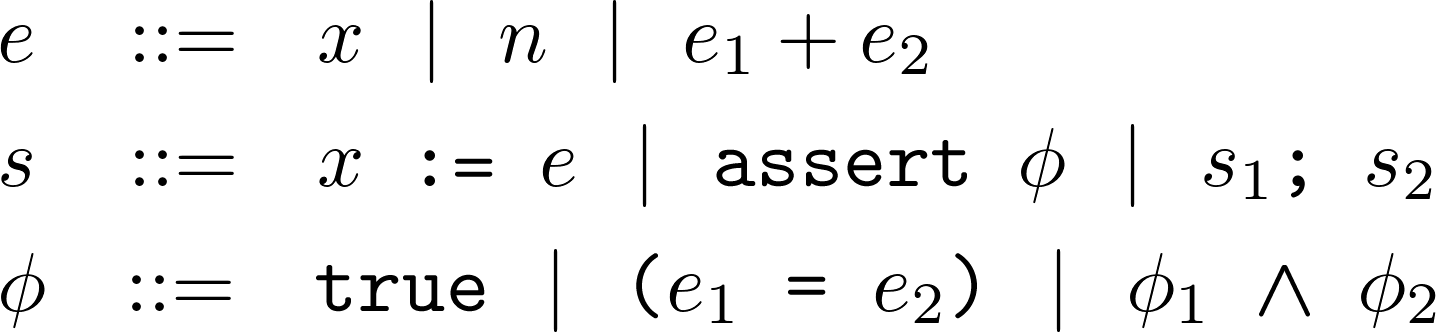 e ::= x | n | e₁ + e₂
s ::= x := e | assert ϕ | s₁; s₂
ϕ ::= true | (e₁ = e₂) | ϕ₁ ∧ ϕ₂